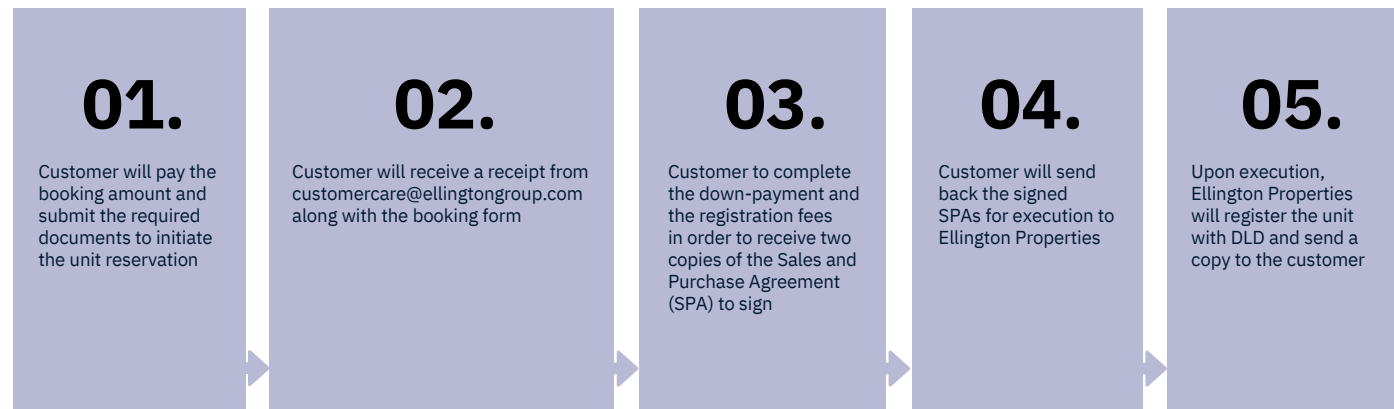 01.
Customer will pay the
booking amount and
submit the required
documents to initiate
the unit reservation
02.
Customer will receive a receipt from
customercare@ellingtongroup.com
along with the booking form
03.
Customer to complete
the down-payment and
the registration fees
in order to receive two
copies of the Sales and
Purchase Agreement
(SPA) to sign
04.
Customer will send
back the signed
SPAs for execution to
Ellington Properties
05.
Upon execution,
Ellington Properties
will register the unit
with DLD and send a
copy to the customer